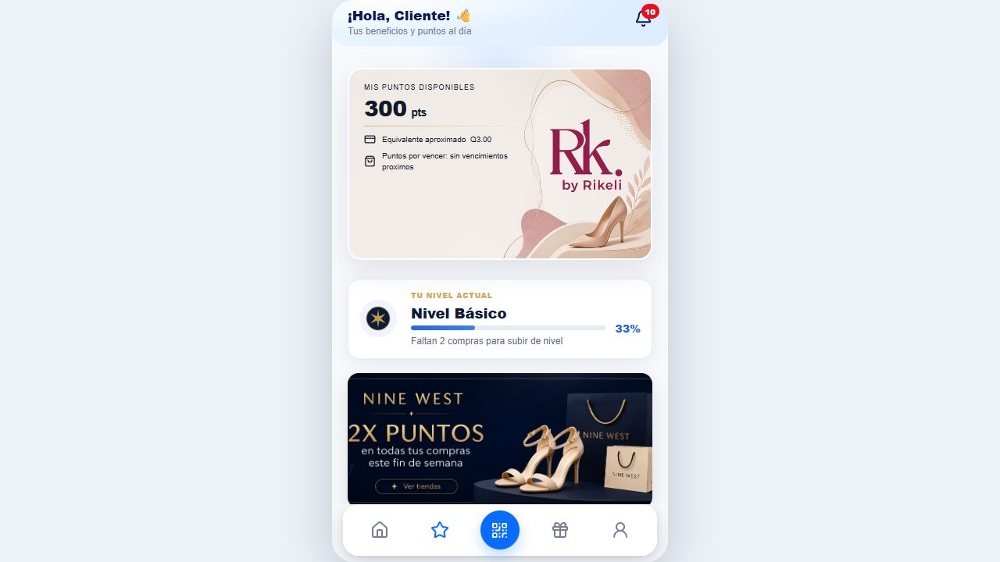 ¡Hola, Cliente! 👋
10
Tus beneficios y puntos al día
MIS PUNTOS DISPONIBLES
300 pts
Equivalente aproximado Q3.00
Puntos por vencer: sin vencimientos
proximos
Rk.
by Rikeli
TU NIVEL ACTUAL
Nivel Básico
33%
Faltan 2 compras para subir de nivel
NINE WEST
2X PUNTOS
en todas tus compras
este fin de semana
Ver tiendas
NINE WEST
NINE WEST